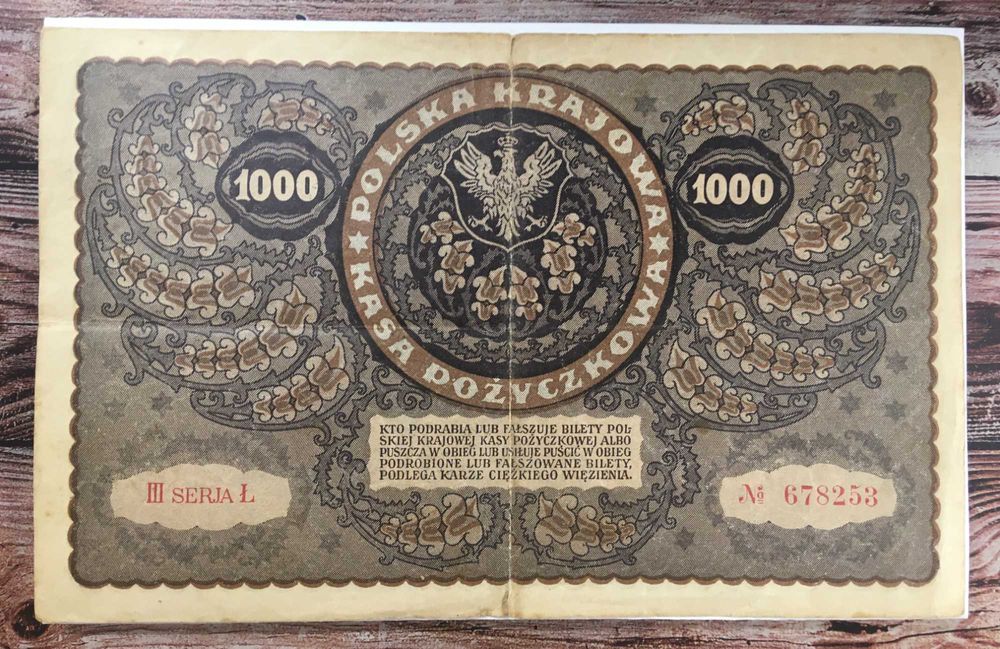 POLSKA KRAJOWA
KASA POŻYCZKOWA
1000
1000
KTO PODRABIA LUB FAŁSZUJE BILETY POL-
SKIEJ KRAJOWEJ KASY POŻYCZKOWEJ ALBO
PUSZCZA W OBIEG LUB USIŁUJE PUŚCIĆ W OBIEG
PODROBIONE LUB FAŁSZOWANE BILETY,
PODLEGA KARZE CIĘŻKIEGO WIĘZIENIA.
III SERJA Ł
№ 678253